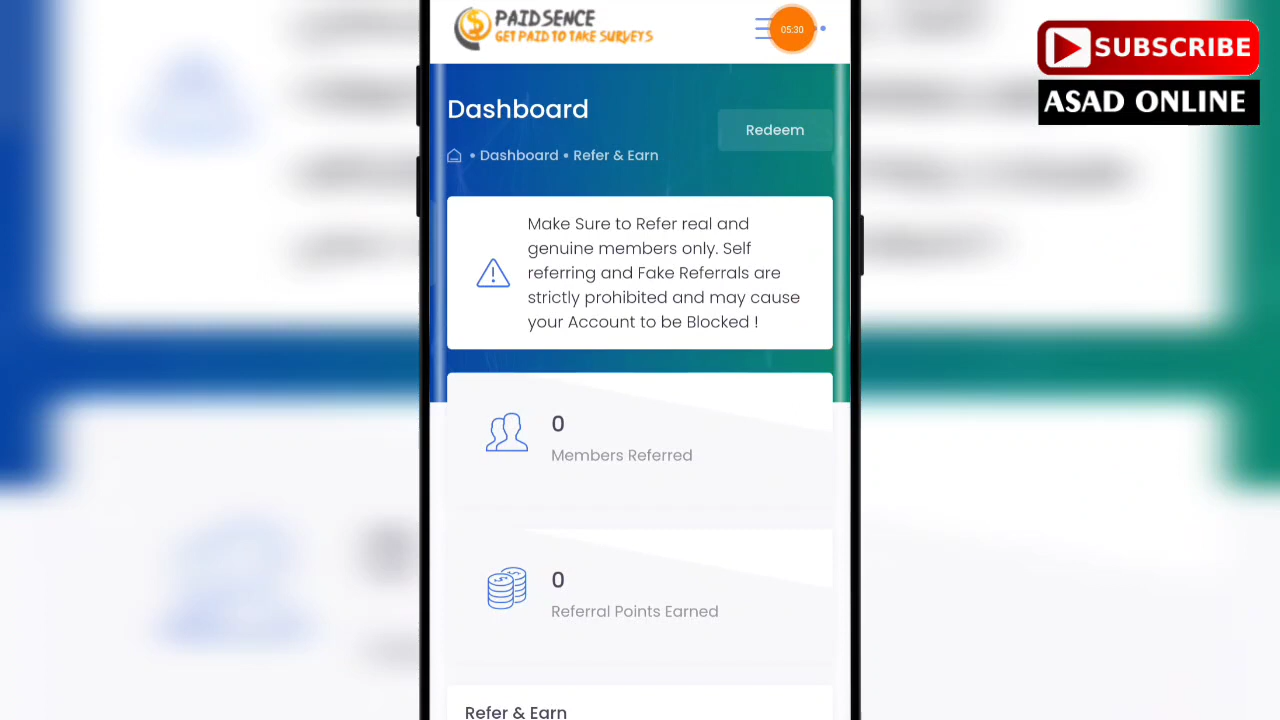 PAIDSENCE
GET PAID TO TAKE SURVEYS
05:30
SUBSCRIBE
ASAD ONLINE
Dashboard
Redeem
• Dashboard • Refer & Earn
Make Sure to Refer real and
genuine members only. Self
referring and Fake Referrals are
strictly prohibited and may cause
your Account to be Blocked !
0
Members Referred
0
Referral Points Earned
Refer & Earn